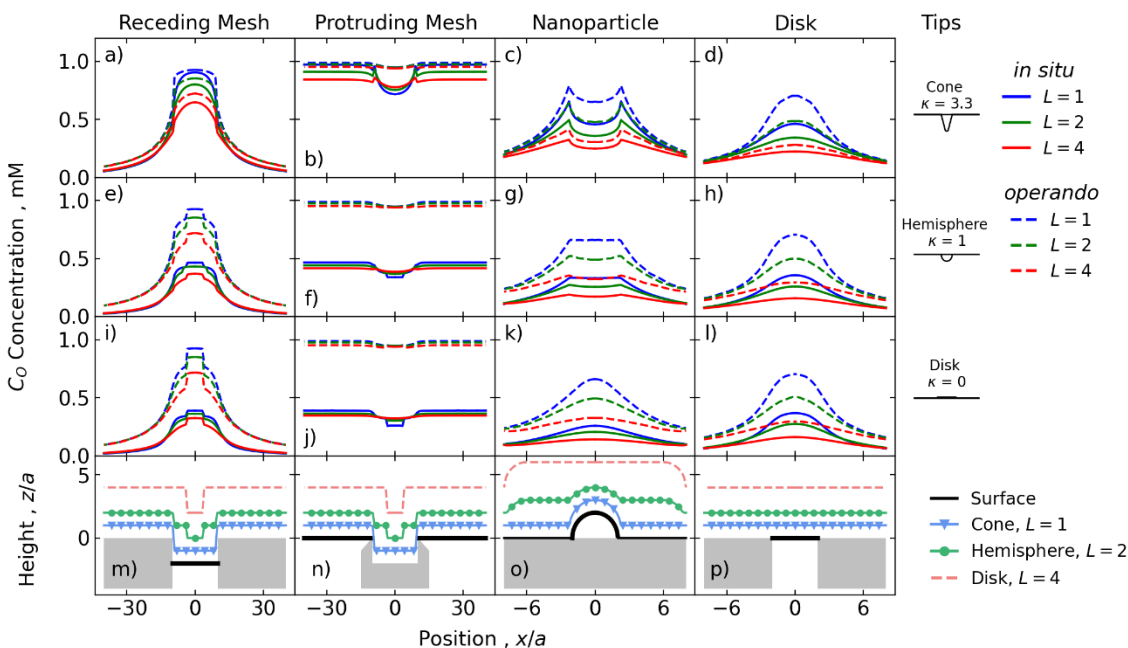 Receding Mesh Protruding Mesh Nanoparticle Disk Tips
a) b) c) d)
1.0
0.5
0.0
Cone
κ = 3.3
in situ
L = 1
L = 2
L = 4
e) f) g) h)
1.0
0.5
0.0
Hemisphere
κ = 1
operando
L = 1
L = 2
L = 4
i) j) k) l)
1.0
0.5
0.0
Disk
κ = 0
C_O Concentration , mM
m) n) o) p)
5
0
Height, z/a
Surface
Cone, L = 1
Hemisphere, L = 2
Disk, L = 4
−30 0 30 −30 0 30 −6 0 6 −6 0 6
Position , x/a